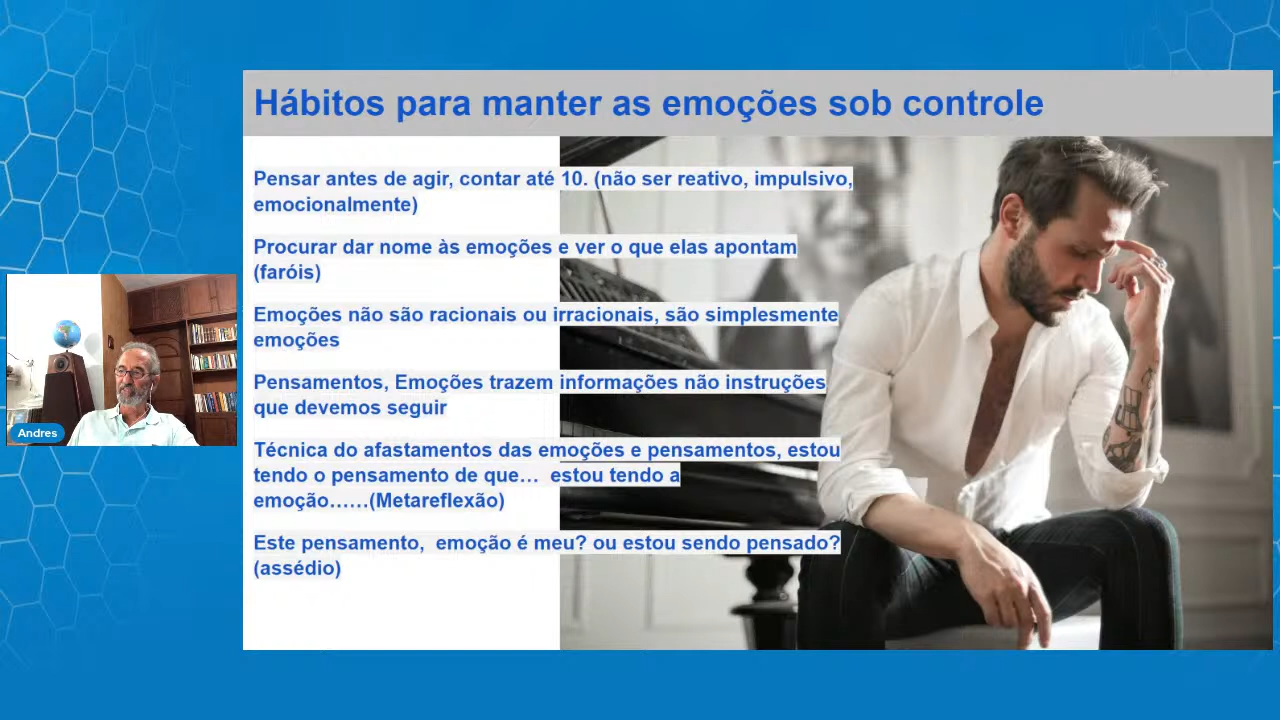 Hábitos para manter as emoções sob controle
Pensar antes de agir, contar até 10. (não ser reativo, impulsivo,
emocionalmente)
Procurar dar nome às emoções e ver o que elas apontam
(faróis)
Emoções não são racionais ou irracionais, são simplesmente
emoções
Pensamentos, Emoções trazem informações não instruções
que devemos seguir
Técnica do afastamentos das emoções e pensamentos, estou
tendo o pensamento de que…  estou tendo a
emoção……(Metareflexão)
Este pensamento,  emoção é meu? ou estou sendo pensado?
(assédio)
Andres